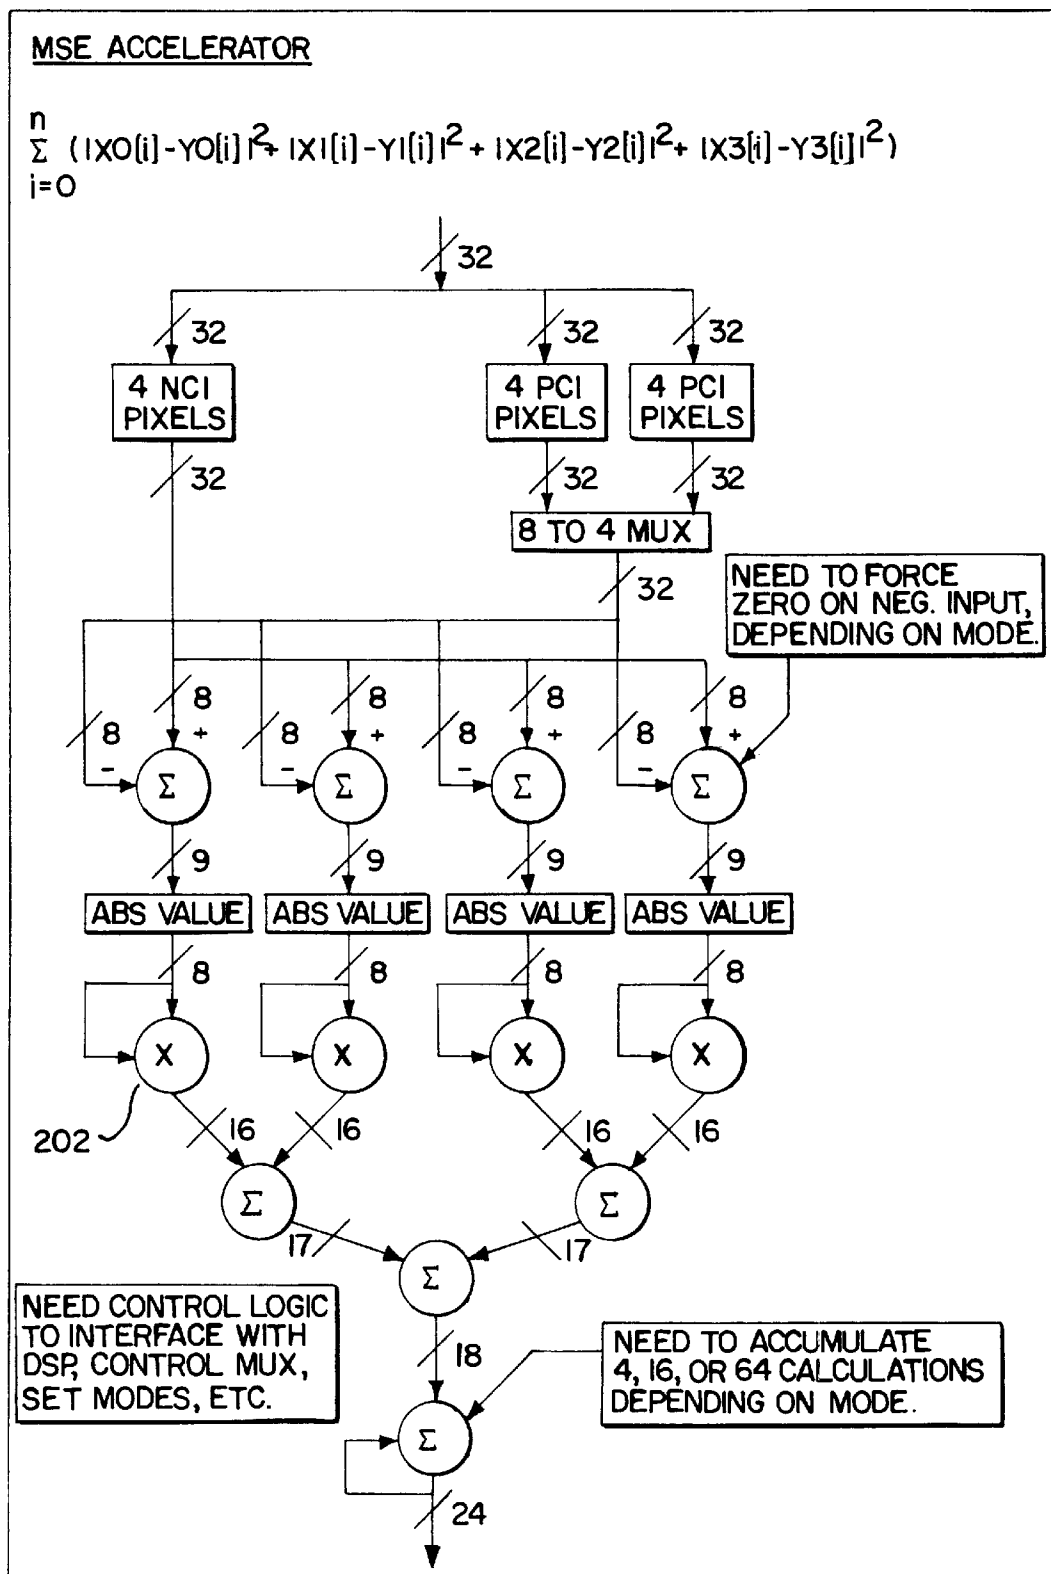 MSE ACCELERATOR
n
Σ (|X0[i]-Y0[i]|²+ |X1[i]-Y1[i]|²+ |X2[i]-Y2[i]|²+ |X3[i]-Y3[i]|²)
i=0
32
32 32 32
4 NCI PIXELS
4 PCI PIXELS
4 PCI PIXELS
32 32 32
8 TO 4 MUX
32
NEED TO FORCE
ZERO ON NEG. INPUT,
DEPENDING ON MODE.
8 8 8 8
8 + 8 + 8 + 8 +
- - - -
Σ Σ Σ Σ
9 9 9 9
ABS VALUE ABS VALUE ABS VALUE ABS VALUE
8 8 8 8
X X X X
202
16 16 16 16
Σ Σ
17 17
Σ
NEED CONTROL LOGIC
TO INTERFACE WITH
DSP, CONTROL MUX,
SET MODES, ETC.
18
NEED TO ACCUMULATE
4, 16, OR 64 CALCULATIONS
DEPENDING ON MODE.
Σ
24